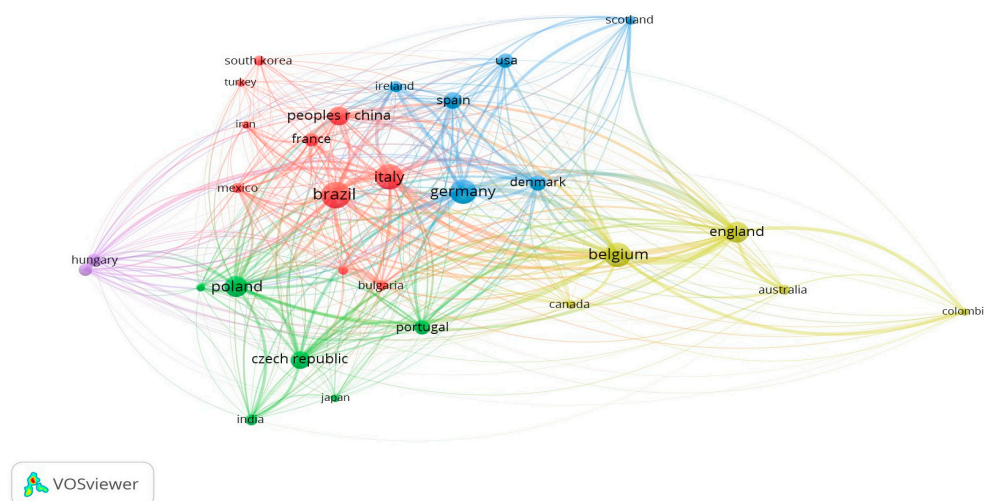 scotland
south korea
usa
turkey
ireland
spain
peoples r china
iran
france
italy
denmark
mexico
brazil
germany
england
belgium
hungary
poland
bulgaria
australia
canada
colombi
portugal
czech republic
japan
india
VOSviewer